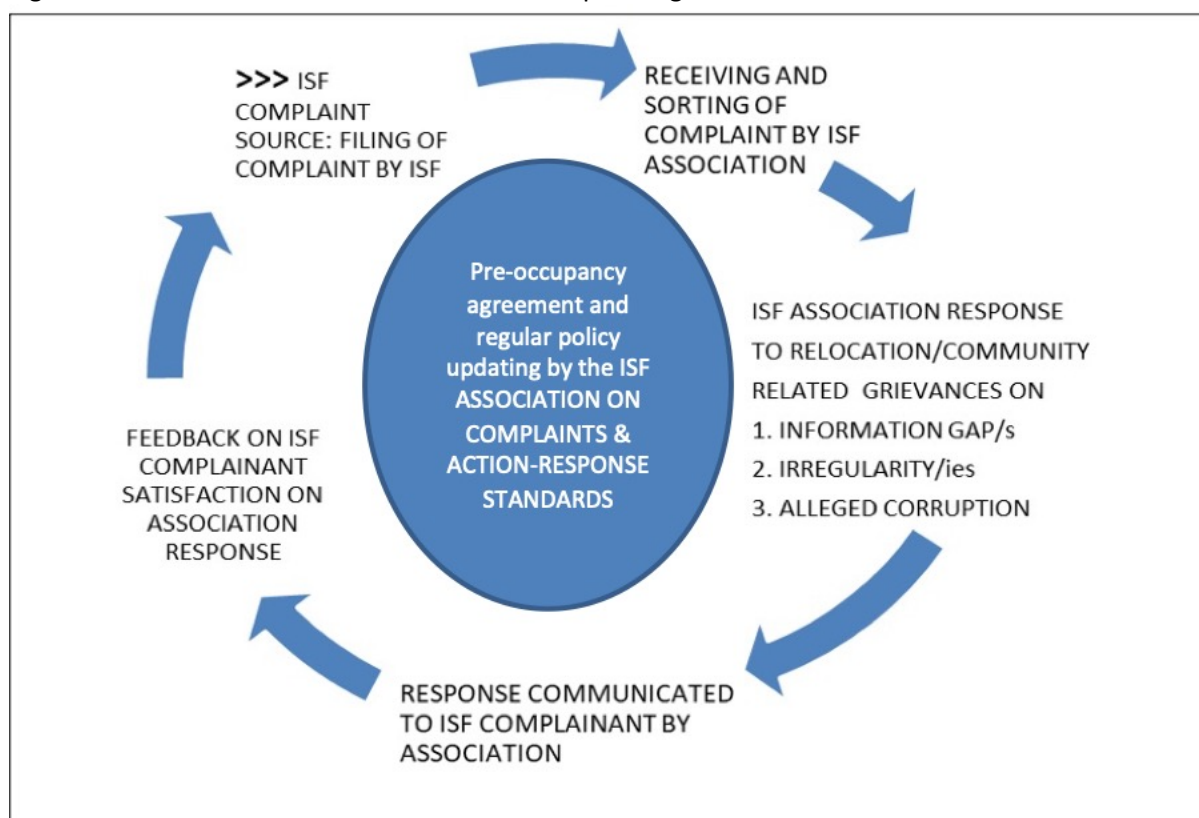 >>> ISF
COMPLAINT
SOURCE: FILING OF
COMPLAINT BY ISF
RECEIVING AND
SORTING OF
COMPLAINT BY ISF
ASSOCIATION
ISF ASSOCIATION RESPONSE
TO RELOCATION/COMMUNITY
RELATED GRIEVANCES ON
1. INFORMATION GAP/s
2. IRREGULARITY/ies
3. ALLEGED CORRUPTION
RESPONSE COMMUNICATED
TO ISF COMPLAINANT BY
ASSOCIATION
FEEDBACK ON ISF
COMPLAINANT
SATISFACTION ON
ASSOCIATION
RESPONSE
Pre-occupancy
agreement and
regular policy
updating by the ISF
ASSOCIATION ON
COMPLAINTS &
ACTION-RESPONSE
STANDARDS